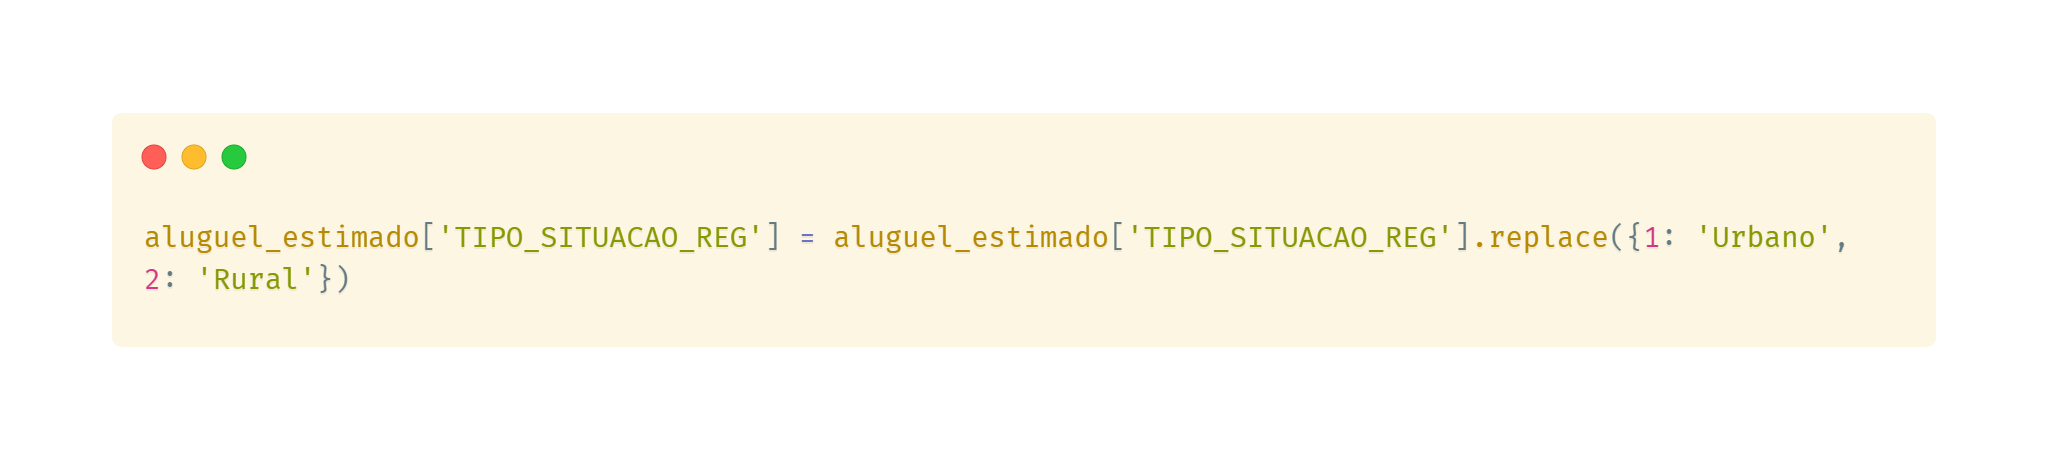 aluguel_estimado['TIPO_SITUACAO_REG'] = aluguel_estimado['TIPO_SITUACAO_REG'].replace({1: 'Urbano',
2: 'Rural'})